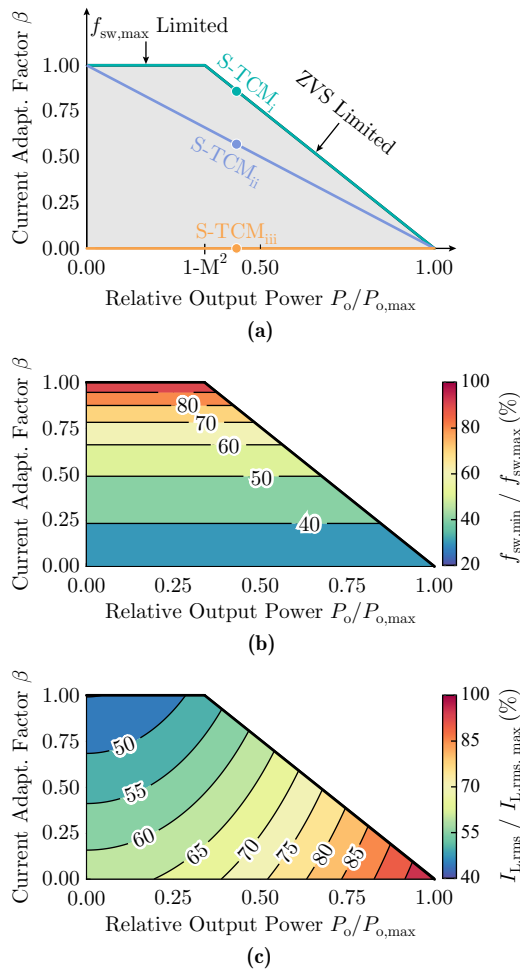 f_sw,max Limited
Current Adapt. Factor β
1.00
0.75
0.50
0.25
0.00
S-TCM_i
S-TCM_ii
S-TCM_iii
ZVS Limited
0.00
1-M²
0.50
1.00
Relative Output Power P_o/P_o,max
(a)
Current Adapt. Factor β
1.00
0.75
0.50
0.25
0.00
80
70
60
50
40
0.00 0.25 0.50 0.75 1.00
Relative Output Power P_o/P_o,max
100
80
60
40
20
f_sw,min / f_sw,max (%)
(b)
Current Adapt. Factor β
1.00
0.75
0.50
0.25
0.00
50
55
60
65
70
75
80
85
0.00 0.25 0.50 0.75 1.00
Relative Output Power P_o/P_o,max
100
85
70
55
40
I_L,rms / I_L,rms, max (%)
(c)